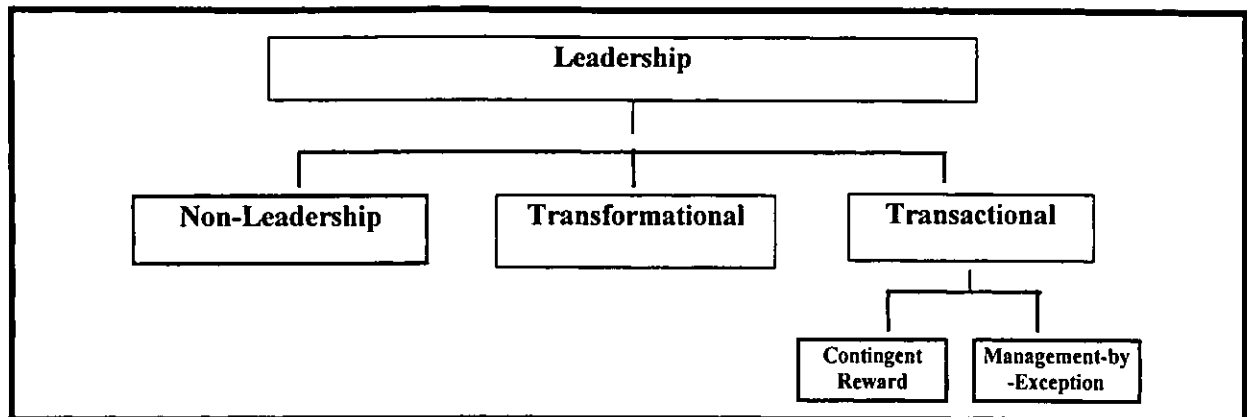 Leadership
Non-Leadership
Transformational
Transactional
Contingent
Reward
Management-by
-Exception